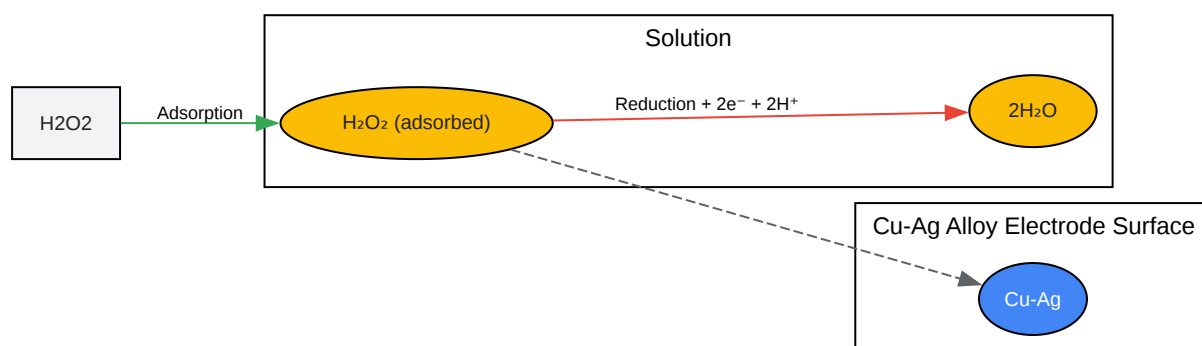 Solution
H2O2
Adsorption
H₂O₂ (adsorbed)
Reduction + 2e⁻ + 2H⁺
2H₂O
Cu-Ag Alloy Electrode Surface
Cu-Ag